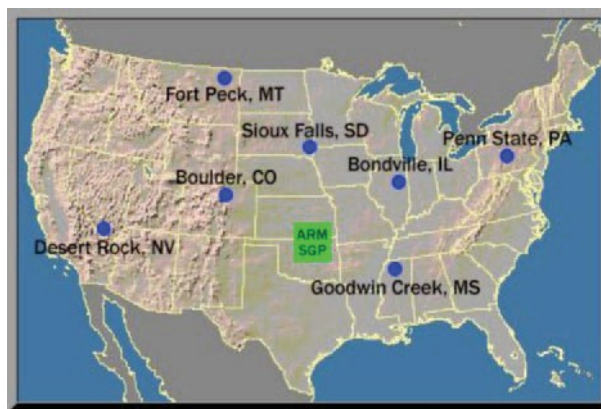 Fort Peck, MT
Sioux Falls, SD
Penn State, PA
Bondville, IL
Boulder, CO
ARM
SGP
Desert Rock, NV
Goodwin Creek, MS